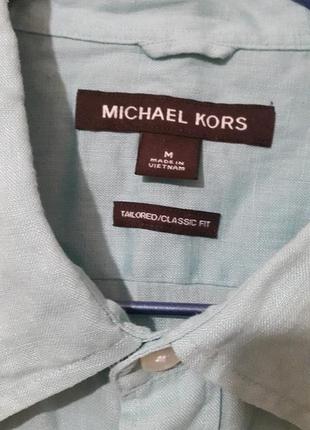 MICHAEL KORS
M
MADE IN
VIETNAM
TAILORED/CLASSIC FIT